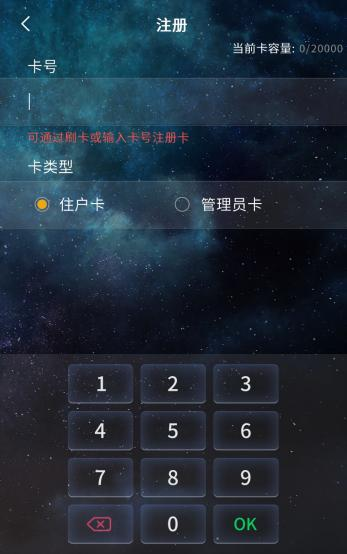 注册
当前卡容量: 0/20000
卡号
可通过刷卡或输入卡号注册卡
卡类型
住户卡 管理员卡
1 2 3
4 5 6
7 8 9
0 OK